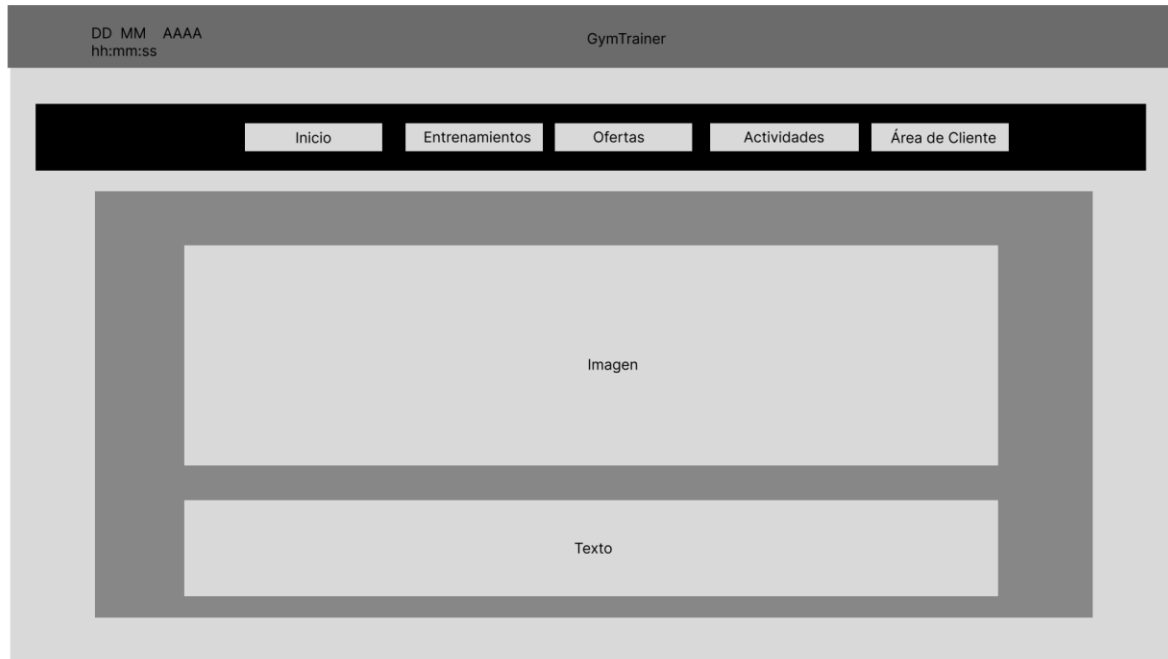 DD MM AAAA
hh:mm:ss
GymTrainer
Inicio
Entrenamientos
Ofertas
Actividades
Área de Cliente
Imagen
Texto